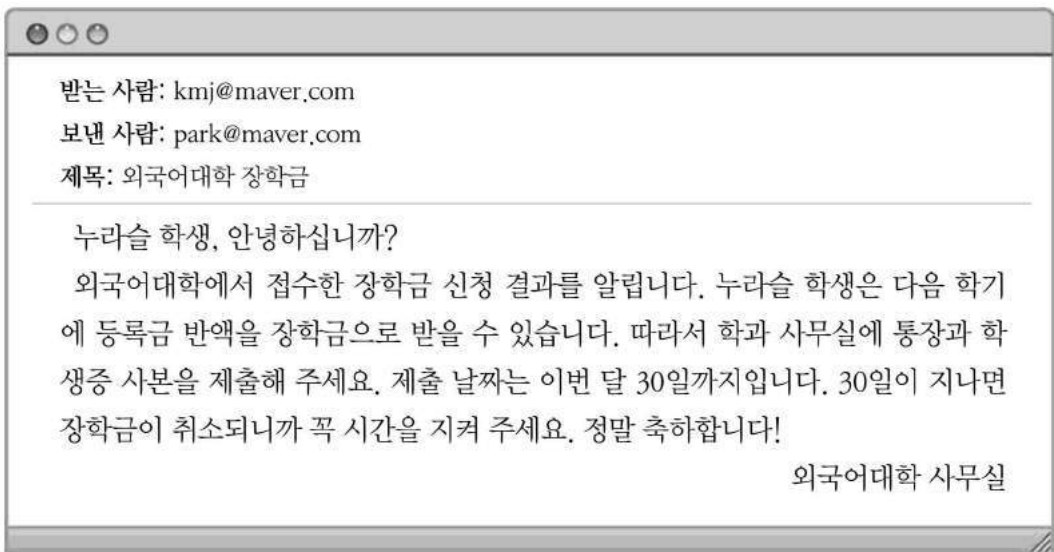 받는 사람: kmj@maver.com
보낸 사람: park@maver.com
제목: 외국어대학 장학금
누라슬 학생, 안녕하십니까?
외국어대학에서 접수한 장학금 신청 결과를 알립니다. 누라슬 학생은 다음 학기
에 등록금 반액을 장학금으로 받을 수 있습니다. 따라서 학과 사무실에 통장과 학
생증 사본을 제출해 주세요. 제출 날짜는 이번 달 30일까지입니다. 30일이 지나면
장학금이 취소되니까 꼭 시간을 지켜 주세요. 정말 축하합니다!
외국어대학 사무실